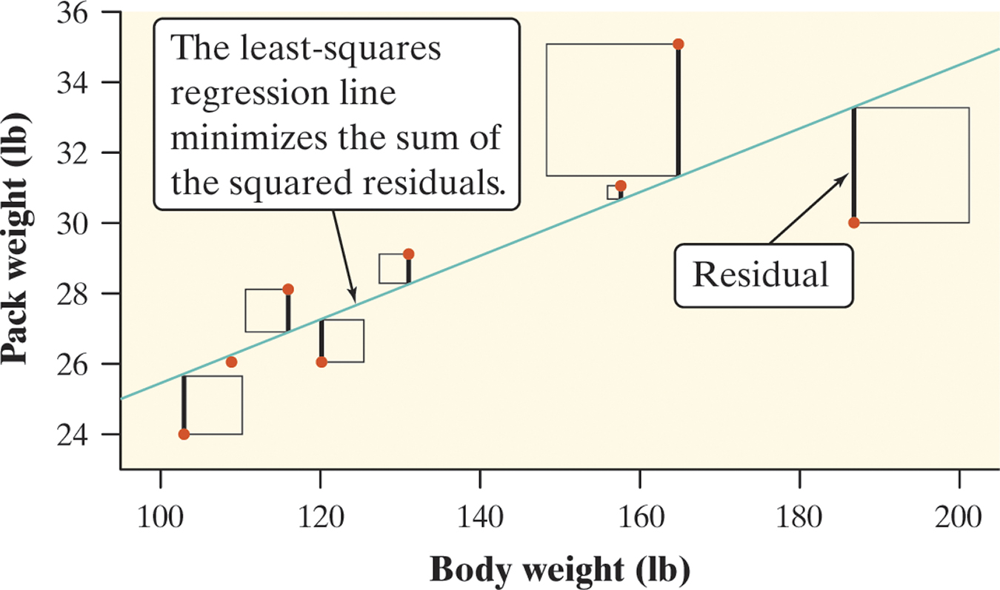 36
34
32
30
28
26
24
Pack weight (lb)
The least-squares
regression line
minimizes the sum of
the squared residuals.
Residual
100 120 140 160 180 200
Body weight (lb)